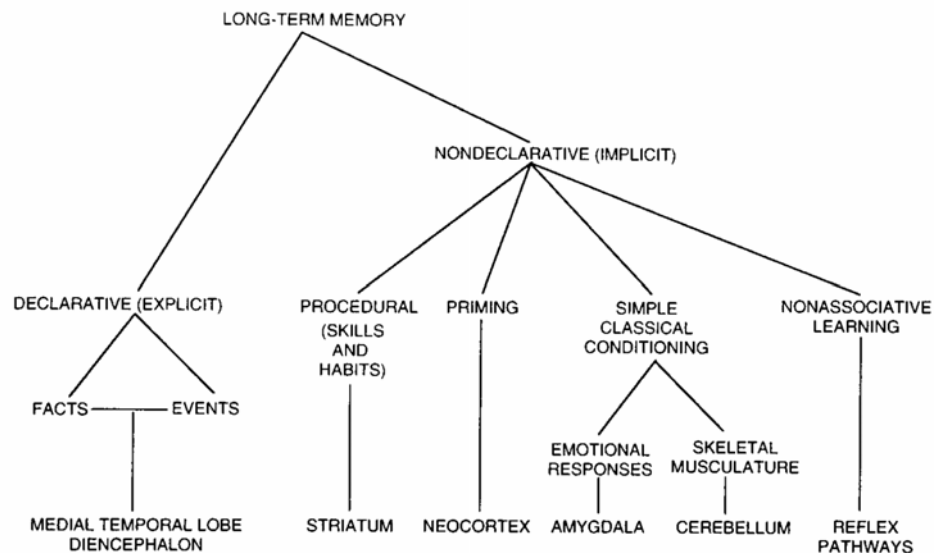 LONG-TERM MEMORY
NONDECLARATIVE (IMPLICIT)
DECLARATIVE (EXPLICIT)
PROCEDURAL
(SKILLS
AND
HABITS)
PRIMING
SIMPLE
CLASSICAL
CONDITIONING
NONASSOCIATIVE
LEARNING
FACTS
EVENTS
EMOTIONAL
RESPONSES
SKELETAL
MUSCULATURE
MEDIAL TEMPORAL LOBE
DIENCEPHALON
STRIATUM
NEOCORTEX
AMYGDALA
CEREBELLUM
REFLEX
PATHWAYS